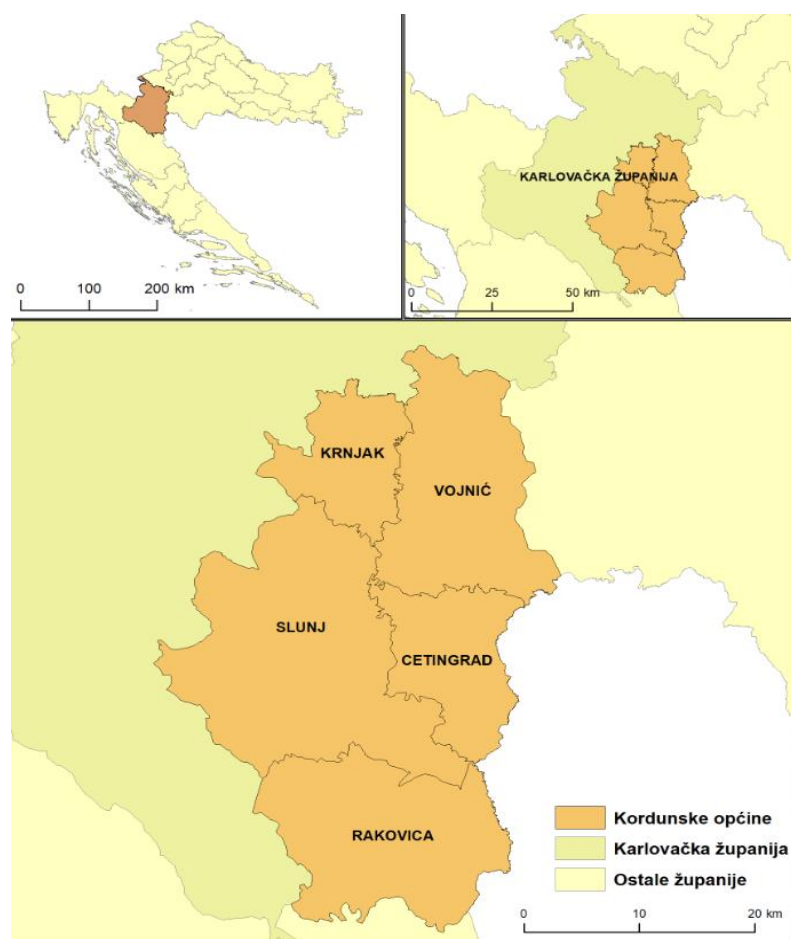 0 100 200 km
KARLOVAČKA ŽUPANIJA
0 25 50 km
KRNJAK
VOJNIĆ
SLUNJ
CETINGRAD
RAKOVICA
Kordunske općine
Karlovačka županija
Ostale županije
0 10 20 km